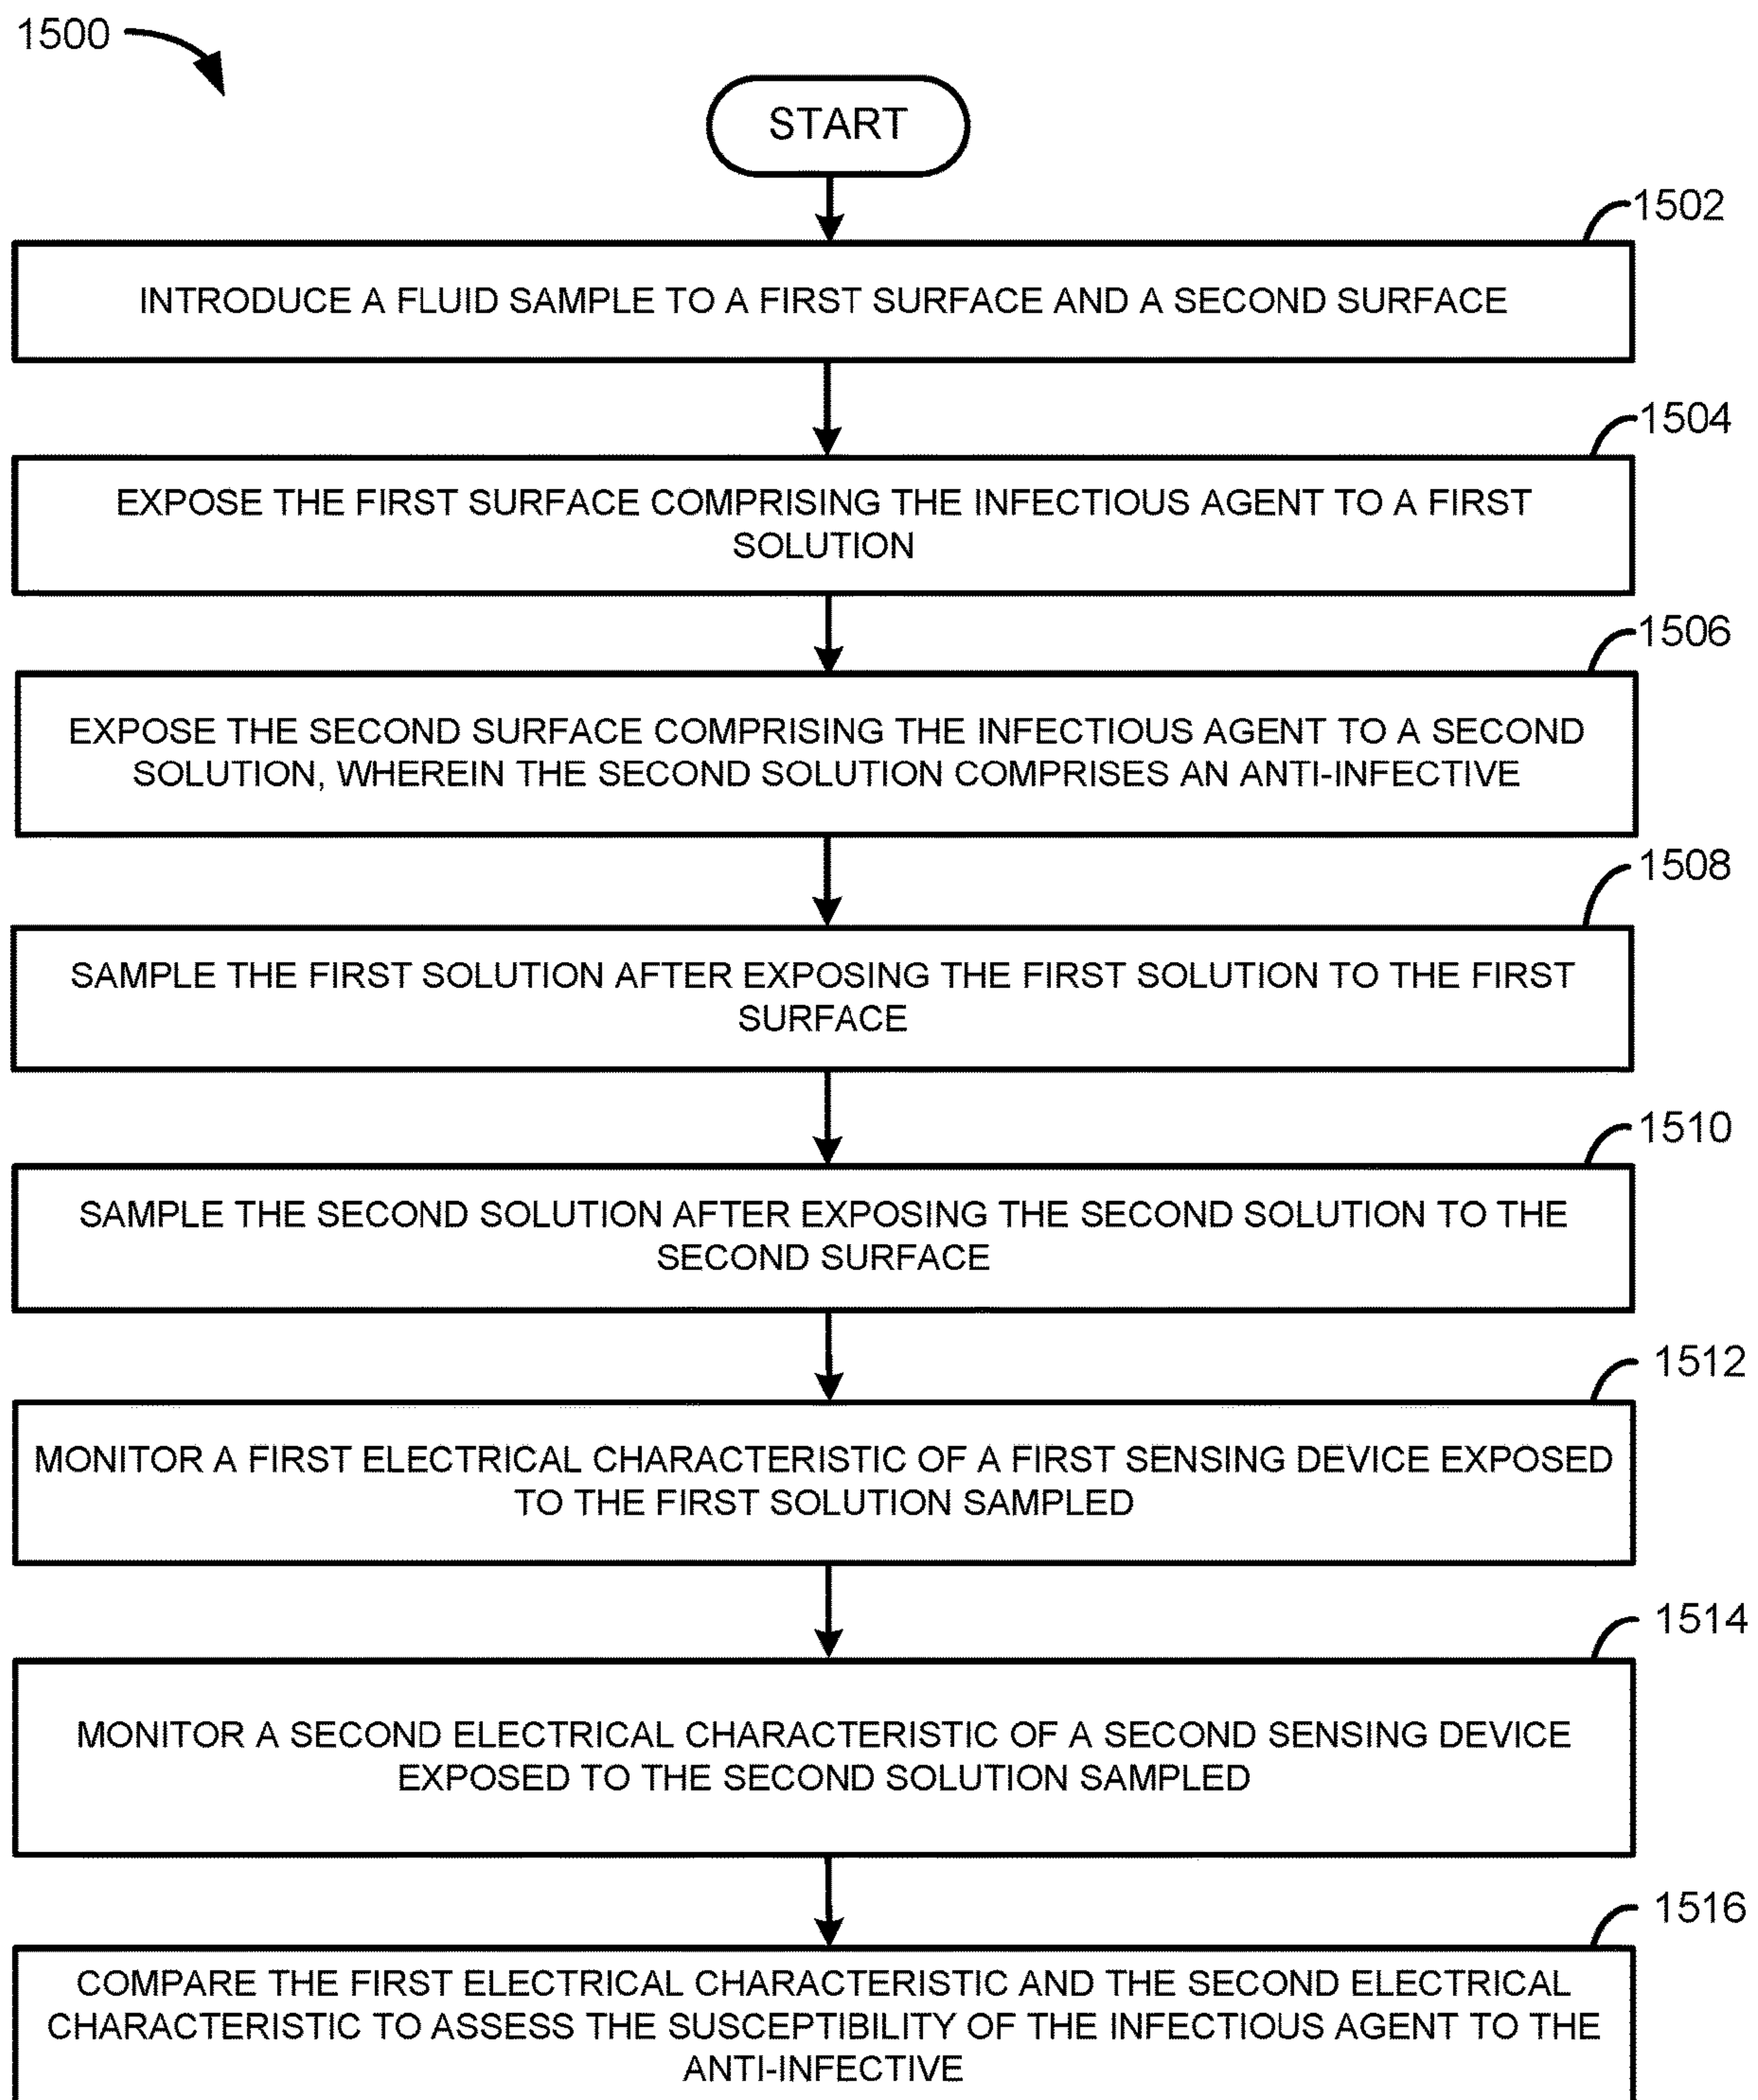 1500
START
1502
INTRODUCE A FLUID SAMPLE TO A FIRST SURFACE AND A SECOND SURFACE
1504
EXPOSE THE FIRST SURFACE COMPRISING THE INFECTIOUS AGENT TO A FIRST
SOLUTION
1506
EXPOSE THE SECOND SURFACE COMPRISING THE INFECTIOUS AGENT TO A SECOND
SOLUTION, WHEREIN THE SECOND SOLUTION COMPRISES AN ANTI-INFECTIVE
1508
SAMPLE THE FIRST SOLUTION AFTER EXPOSING THE FIRST SOLUTION TO THE FIRST
SURFACE
1510
SAMPLE THE SECOND SOLUTION AFTER EXPOSING THE SECOND SOLUTION TO THE
SECOND SURFACE
1512
MONITOR A FIRST ELECTRICAL CHARACTERISTIC OF A FIRST SENSING DEVICE EXPOSED
TO THE FIRST SOLUTION SAMPLED
1514
MONITOR A SECOND ELECTRICAL CHARACTERISTIC OF A SECOND SENSING DEVICE
EXPOSED TO THE SECOND SOLUTION SAMPLED
1516
COMPARE THE FIRST ELECTRICAL CHARACTERISTIC AND THE SECOND ELECTRICAL
CHARACTERISTIC TO ASSESS THE SUSCEPTIBILITY OF THE INFECTIOUS AGENT TO THE
ANTI-INFECTIVE